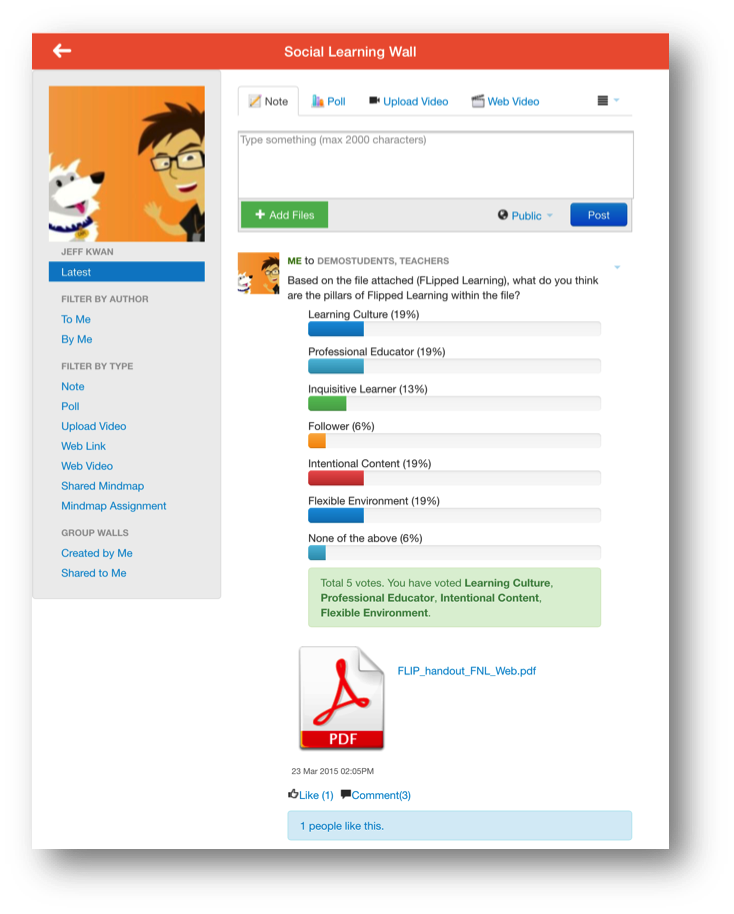 Social Learning Wall
JEFF KWAN
Latest
FILTER BY AUTHOR
To Me
By Me
FILTER BY TYPE
Note
Poll
Upload Video
Web Link
Web Video
Shared Mindmap
Mindmap Assignment
GROUP WALLS
Created by Me
Shared to Me
Note Poll Upload Video Web Video
Type something (max 2000 characters)
Add Files Public Post
ME to DEMOSTUDENTS, TEACHERS
Based on the file attached (FLipped Learning), what do you think
are the pillars of Flipped Learning within the file?
Learning Culture (19%)
Professional Educator (19%)
Inquisitive Learner (13%)
Follower (6%)
Intentional Content (19%)
Flexible Environment (19%)
None of the above (6%)
Total 5 votes. You have voted Learning Culture,
Professional Educator, Intentional Content,
Flexible Environment.
PDF
FLIP_handout_FNL_Web.pdf
23 Mar 2015 02:05PM
Like (1) Comment(3)
1 people like this.